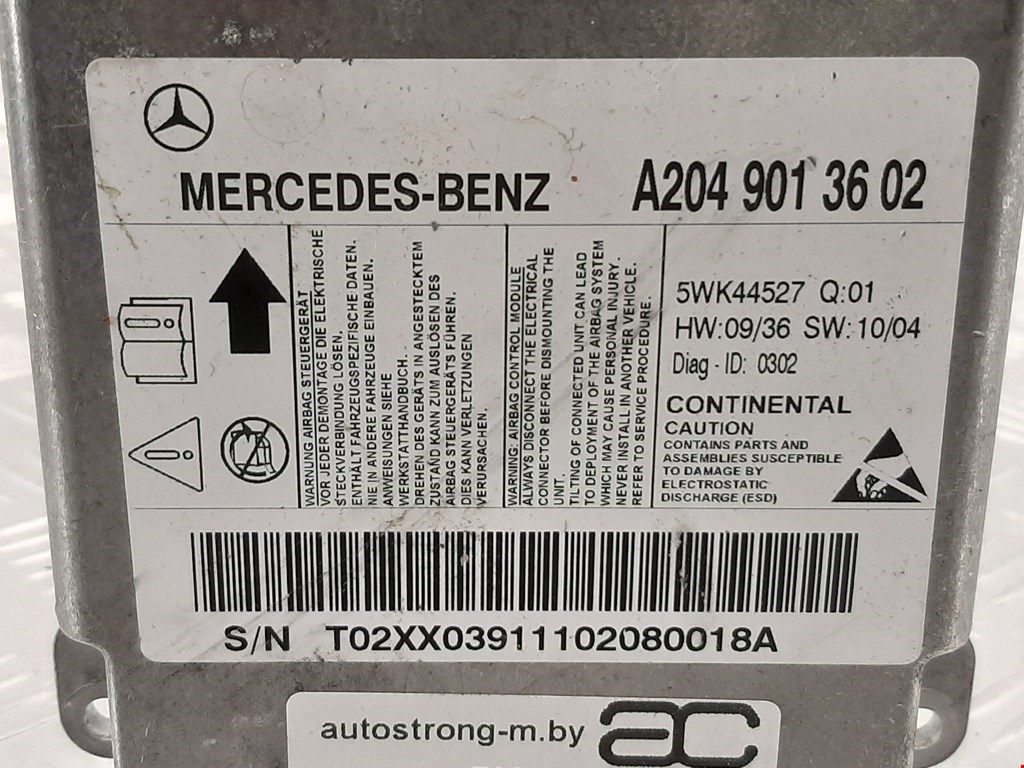 MERCEDES-BENZ A204 901 36 02
WARNUNG AIRBAG STEUERGERÄT
VOR JEDER DEMONTAGE DIE ELEKTRISCHE
STECKVERBINDUNG LÖSEN.
ENTHÄLT FAHRZEUGSPEZIFISCHE DATEN.
NIE IN ANDERE FAHRZEUGE EINBAUEN.
ANWEISUNGEN SIEHE
WERKSTATTHANDBUCH.
DREHEN DES GERÄTS IN ANGESTECKTEM
ZUSTAND KANN ZUM AUSLÖSEN DES
AIRBAG STEUERGERÄTS FÜHREN.
DIES KANN VERLETZUNGEN
VERURSACHEN.
WARNING: AIRBAG CONTROL MODULE
ALWAYS DISCONNECT THE ELECTRICAL
CONNECTOR BEFORE DISMOUNTING THE
UNIT.
TILTING OF CONNECTED UNIT CAN LEAD
TO DEPLOYMENT OF THE AIRBAG SYSTEM
WHICH MAY CAUSE PERSONAL INJURY.
NEVER INSTALL IN ANOTHER VEHICLE.
REFER TO SERVICE PROCEDURE.
5WK44527 Q:01
HW:09/36 SW:10/04
Diag - ID: 0302
CONTINENTAL
CAUTION
CONTAINS PARTS AND
ASSEMBLIES SUSCEPTIBLE
TO DAMAGE BY
ELECTROSTATIC
DISCHARGE (ESD)
S/N T02XX03911102080018A
autostrong-m.by ac